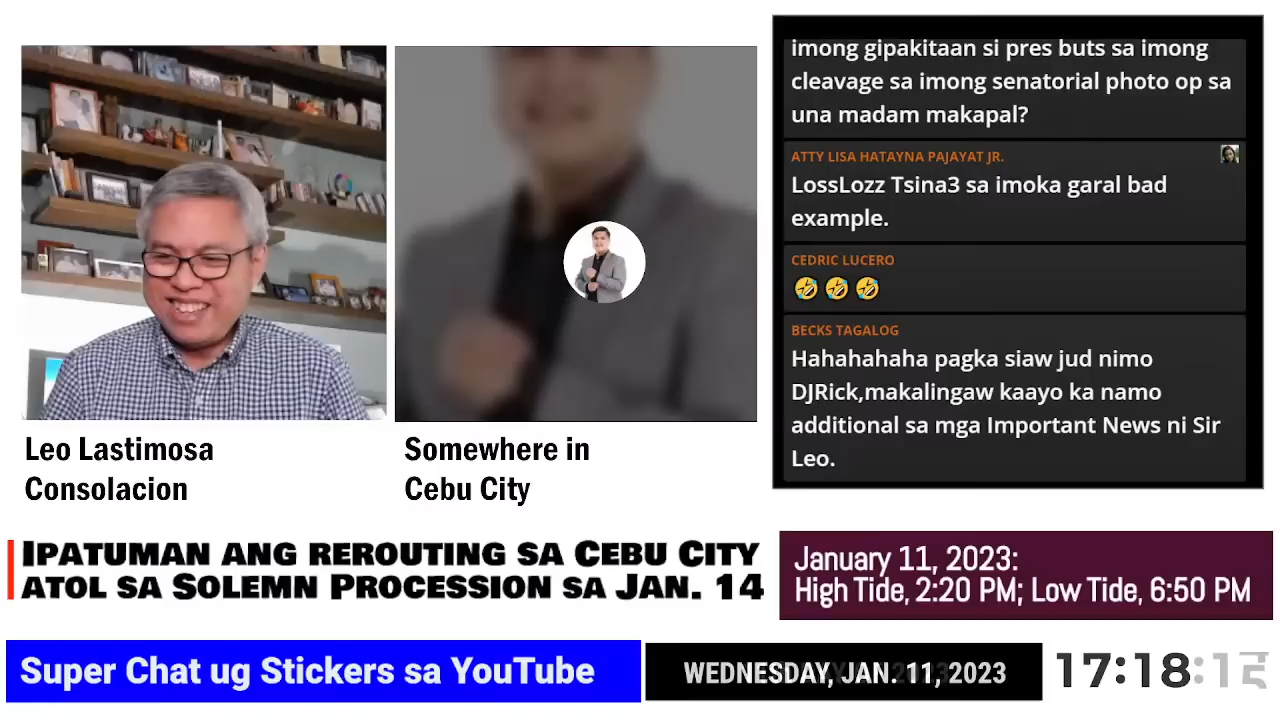 imong gipakitaan si pres buts sa imong
cleavage sa imong senatorial photo op sa
una madam makapal?
ATTY LISA HATAYNA PAJAYAT JR.
LossLozz Tsina3 sa imoka garal bad
example.
CEDRIC LUCERO
🤣🤣🤣
BECKS TAGALOG
Hahahahaha pagka siaw jud nimo
DJRick,makalingaw kaayo ka namo
additional sa mga Important News ni Sir
Leo.
Leo Lastimosa
Consolacion
Somewhere in
Cebu City
Ipatuman ang rerouting sa Cebu City
atol sa Solemn Procession sa Jan. 14
January 11, 2023:
High Tide, 2:20 PM; Low Tide, 6:50 PM
Super Chat ug Stickers sa YouTube
WEDNESDAY, JAN. 11, 2023
17:18